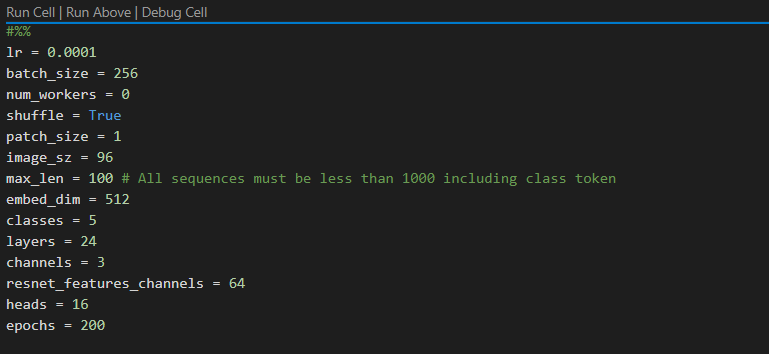 Run Cell | Run Above | Debug Cell
#%%
lr = 0.0001
batch_size = 256
num_workers = 0
shuffle = True
patch_size = 1
image_sz = 96
max_len = 100 # All sequences must be less than 1000 including class token
embed_dim = 512
classes = 5
layers = 24
channels = 3
resnet_features_channels = 64
heads = 16
epochs = 200